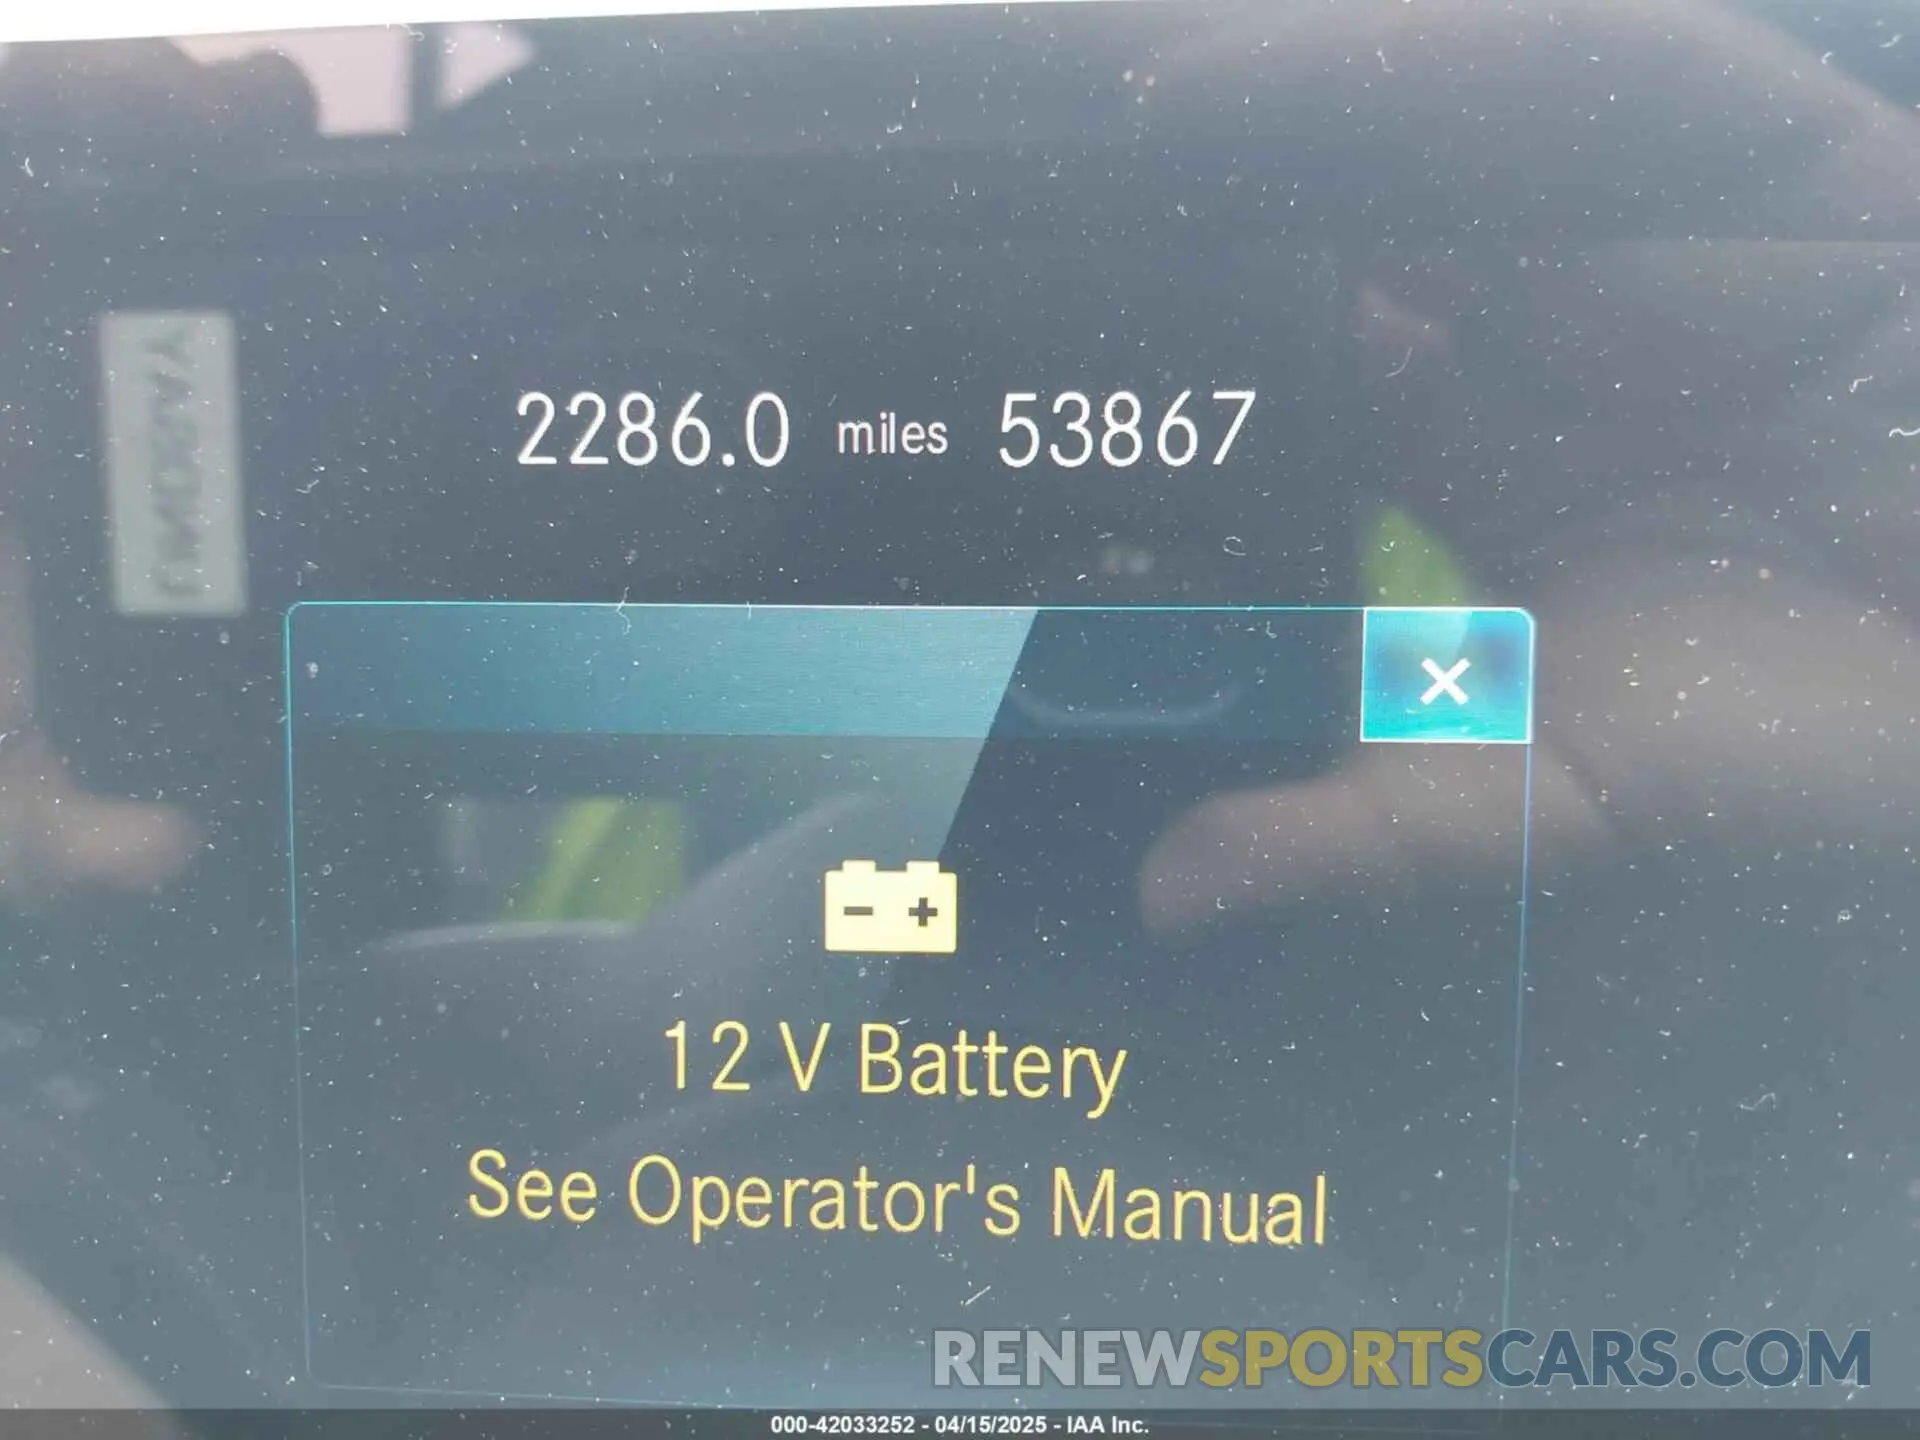 2286.0 miles 53867
12 V Battery
See Operator's Manual
RENEWSPORTSCARS.COM
000-42033252 - 04/15/2025 - IAA Inc.